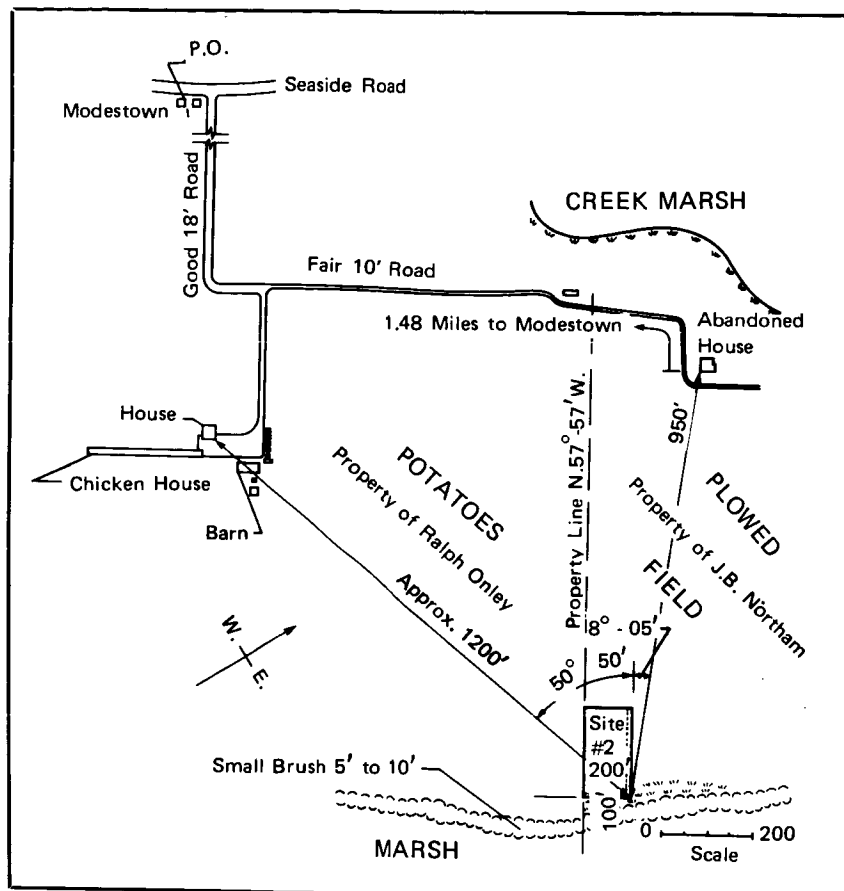 P.O.
Seaside Road
Modestown
Good 18' Road
CREEK MARSH
Fair 10' Road
1.48 Miles to Modestown
Abandoned
House
House
950'
Property Line N.57°-57'W.
POTATOES
Property of Ralph Onley
PLOWED
FIELD
Property of J.B. Northam
Chicken House
Barn
Approx. 1200'
8°-05'
50°
50'
W.
E.
Site
#2
200'
Small Brush 5' to 10'
100
MARSH
0 200
Scale